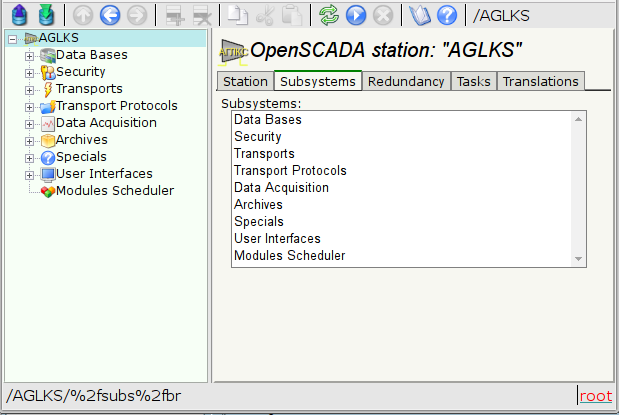 /AGLKS
AGLKS
Data Bases
Security
Transports
Transport Protocols
Data Acquisition
Archives
Specials
User Interfaces
Modules Scheduler
АГЛКС
OpenSCADA station: "AGLKS"
Station Subsystems Redundancy Tasks Translations
Subsystems:
Data Bases
Security
Transports
Transport Protocols
Data Acquisition
Archives
Specials
User Interfaces
Modules Scheduler
/AGLKS/%2fsubs%2fbr
root